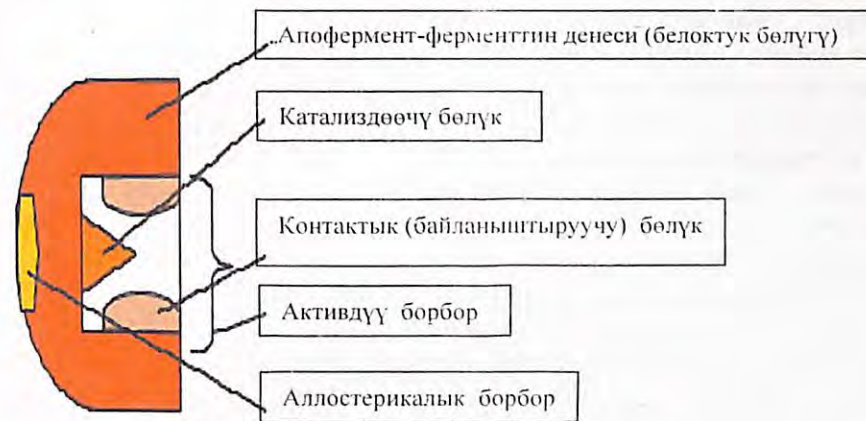 Апофермент-ферменттин денеси (белоктук бөлүгү)
Катализдөөчү бөлүк
Контактык (байланыштыруучу) бөлүк
Активдүү борбор
Аллостерикалык борбор